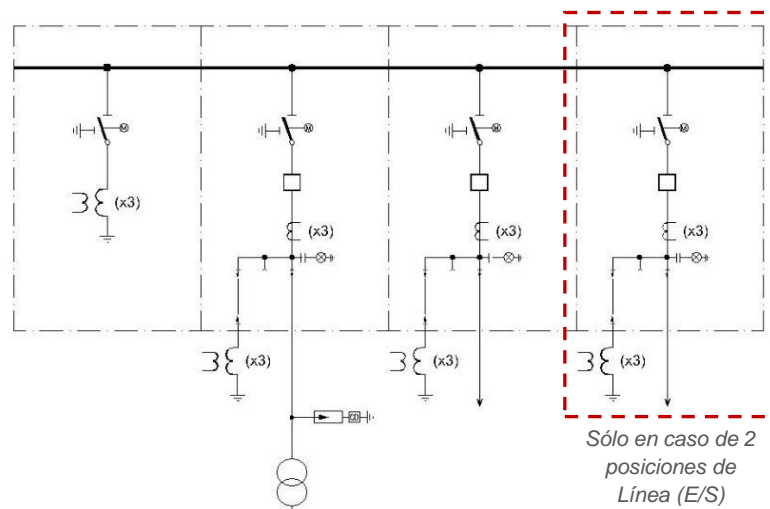 M
M
M
M
(x3)
(x3)
(x3)
(x3)
(x3)
(x3)
(x3)
Sólo en caso de 2
posiciones de
Línea (E/S)